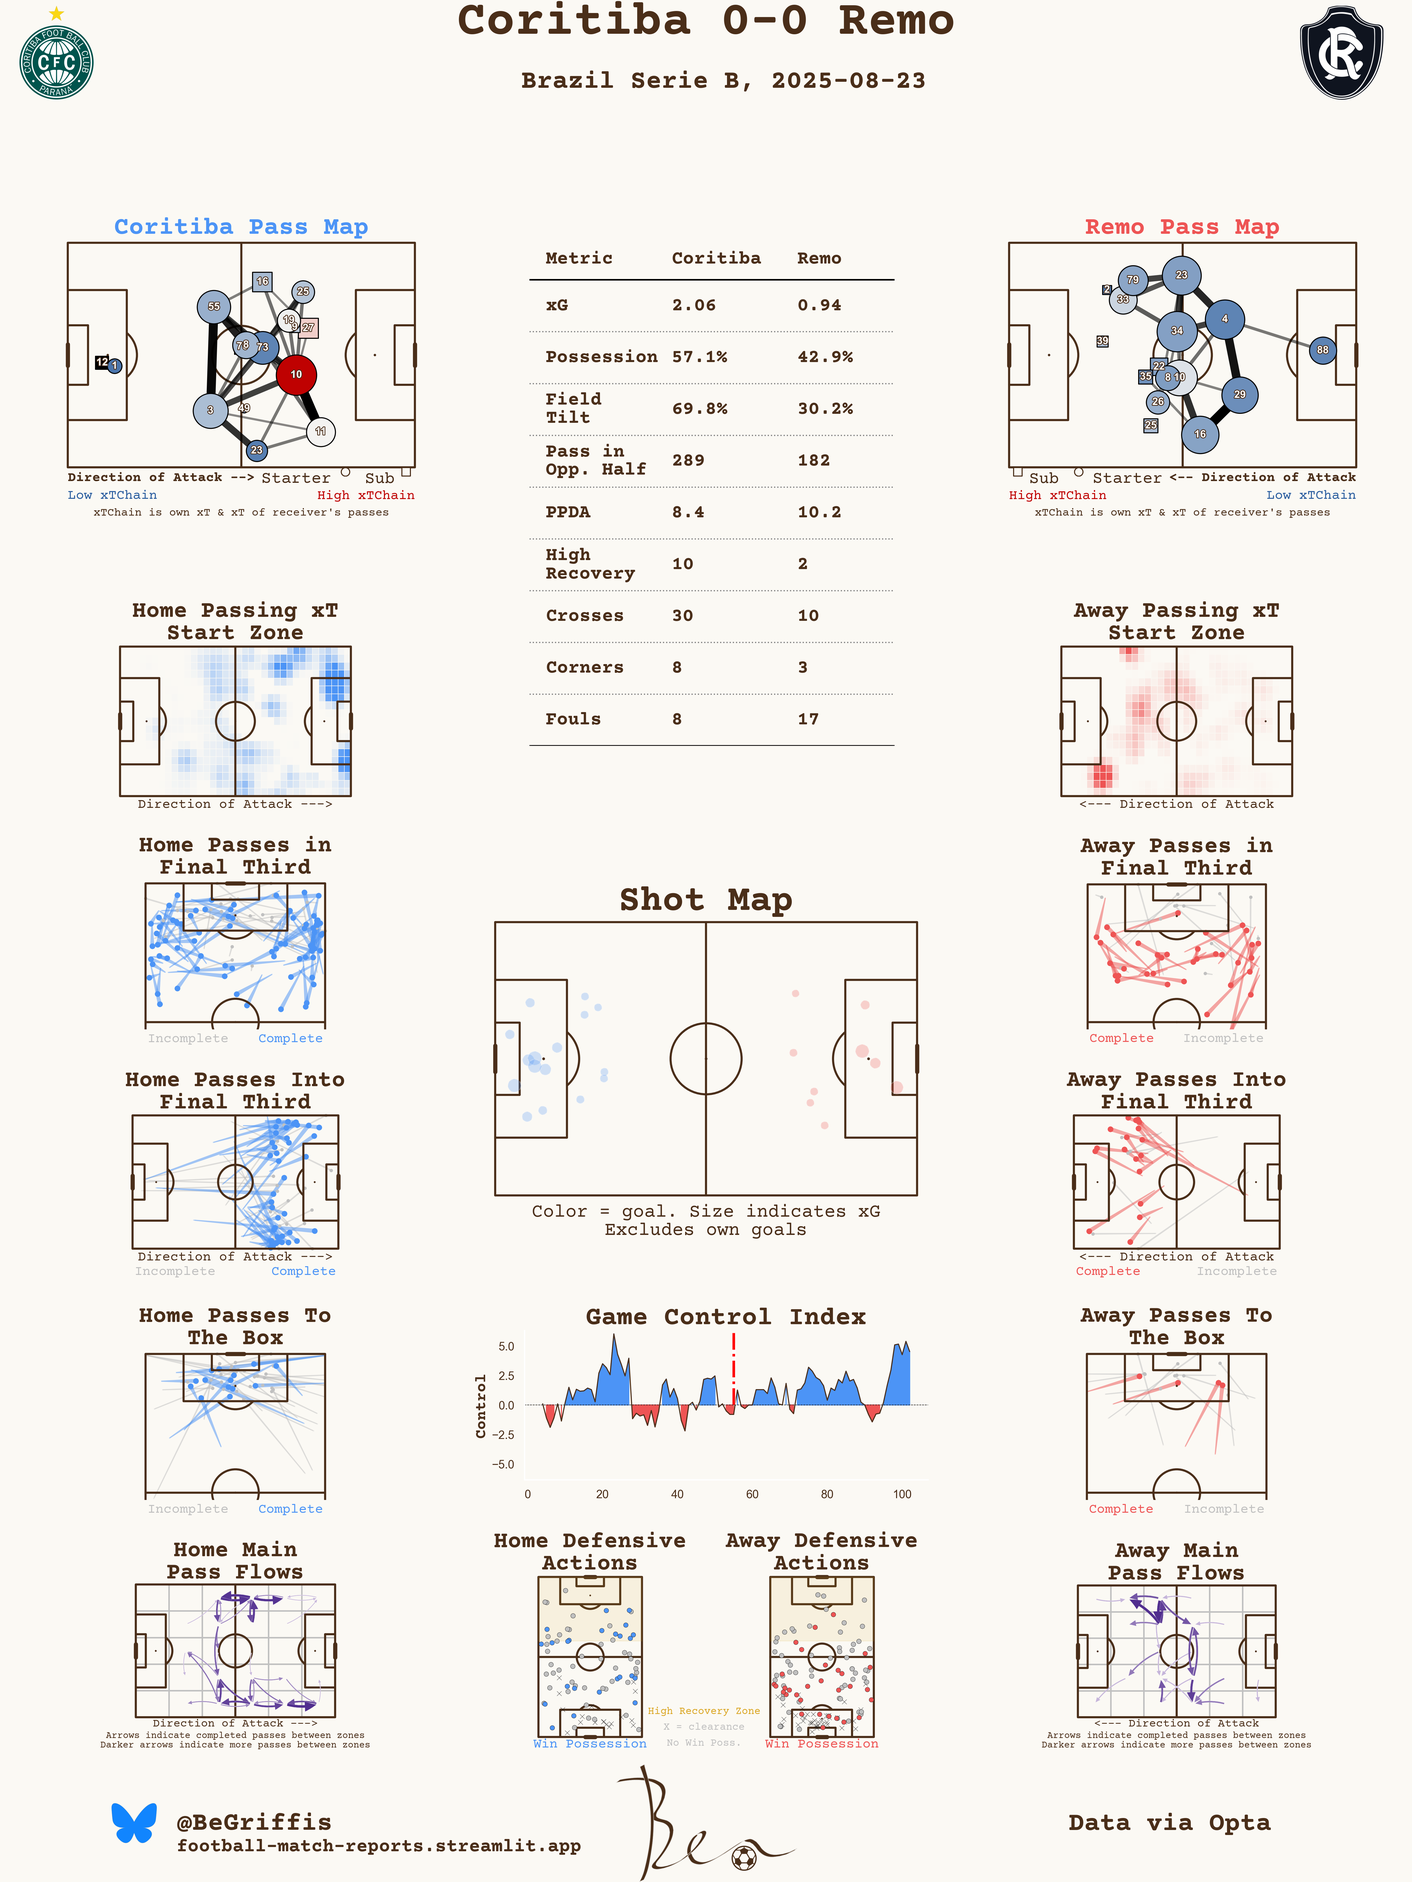 Coritiba 0-0 Remo
Brazil Serie B, 2025-08-23
CORITIBA FOOT BALL CLUB
CFC
PARANA
Coritiba Pass Map
16
25
55
19
9
27
78
73
12
1
10
3
49
11
23
Direction of Attack --> Starter Sub
Low xTChain High xTChain
xTChain is own xT & xT of receiver's passes
Metric Coritiba Remo
xG 2.06 0.94
Possession 57.1% 42.9%
Field
Tilt 69.8% 30.2%
Pass in
Opp. Half 289 182
PPDA 8.4 10.2
High
Recovery 10 2
Crosses 30 10
Corners 8 3
Fouls 8 17
Remo Pass Map
79
23
2
33
4
34
39
88
22
35
8
10
26
29
25
16
Sub Starter <-- Direction of Attack
High xTChain Low xTChain
xTChain is own xT & xT of receiver's passes
Home Passing xT
Start Zone
Direction of Attack --->
Away Passing xT
Start Zone
<--- Direction of Attack
Home Passes in
Final Third
Incomplete Complete
Away Passes in
Final Third
Complete Incomplete
Shot Map
Color = goal. Size indicates xG
Excludes own goals
Home Passes Into
Final Third
Direction of Attack --->
Incomplete Complete
Away Passes Into
Final Third
<--- Direction of Attack
Complete Incomplete
Home Passes To
The Box
Incomplete Complete
Game Control Index
Control
5.0
2.5
0.0
−2.5
−5.0
0 20 40 60 80 100
Away Passes To
The Box
Complete Incomplete
Home Main
Pass Flows
Direction of Attack --->
Arrows indicate completed passes between zones
Darker arrows indicate more passes between zones
Home Defensive
Actions
Win Possession
High Recovery Zone
X = clearance
No Win Poss.
Away Defensive
Actions
Win Possession
Away Main
Pass Flows
<--- Direction of Attack
Arrows indicate completed passes between zones
Darker arrows indicate more passes between zones
@BeGriffis
football-match-reports.streamlit.app
Ben
Data via Opta